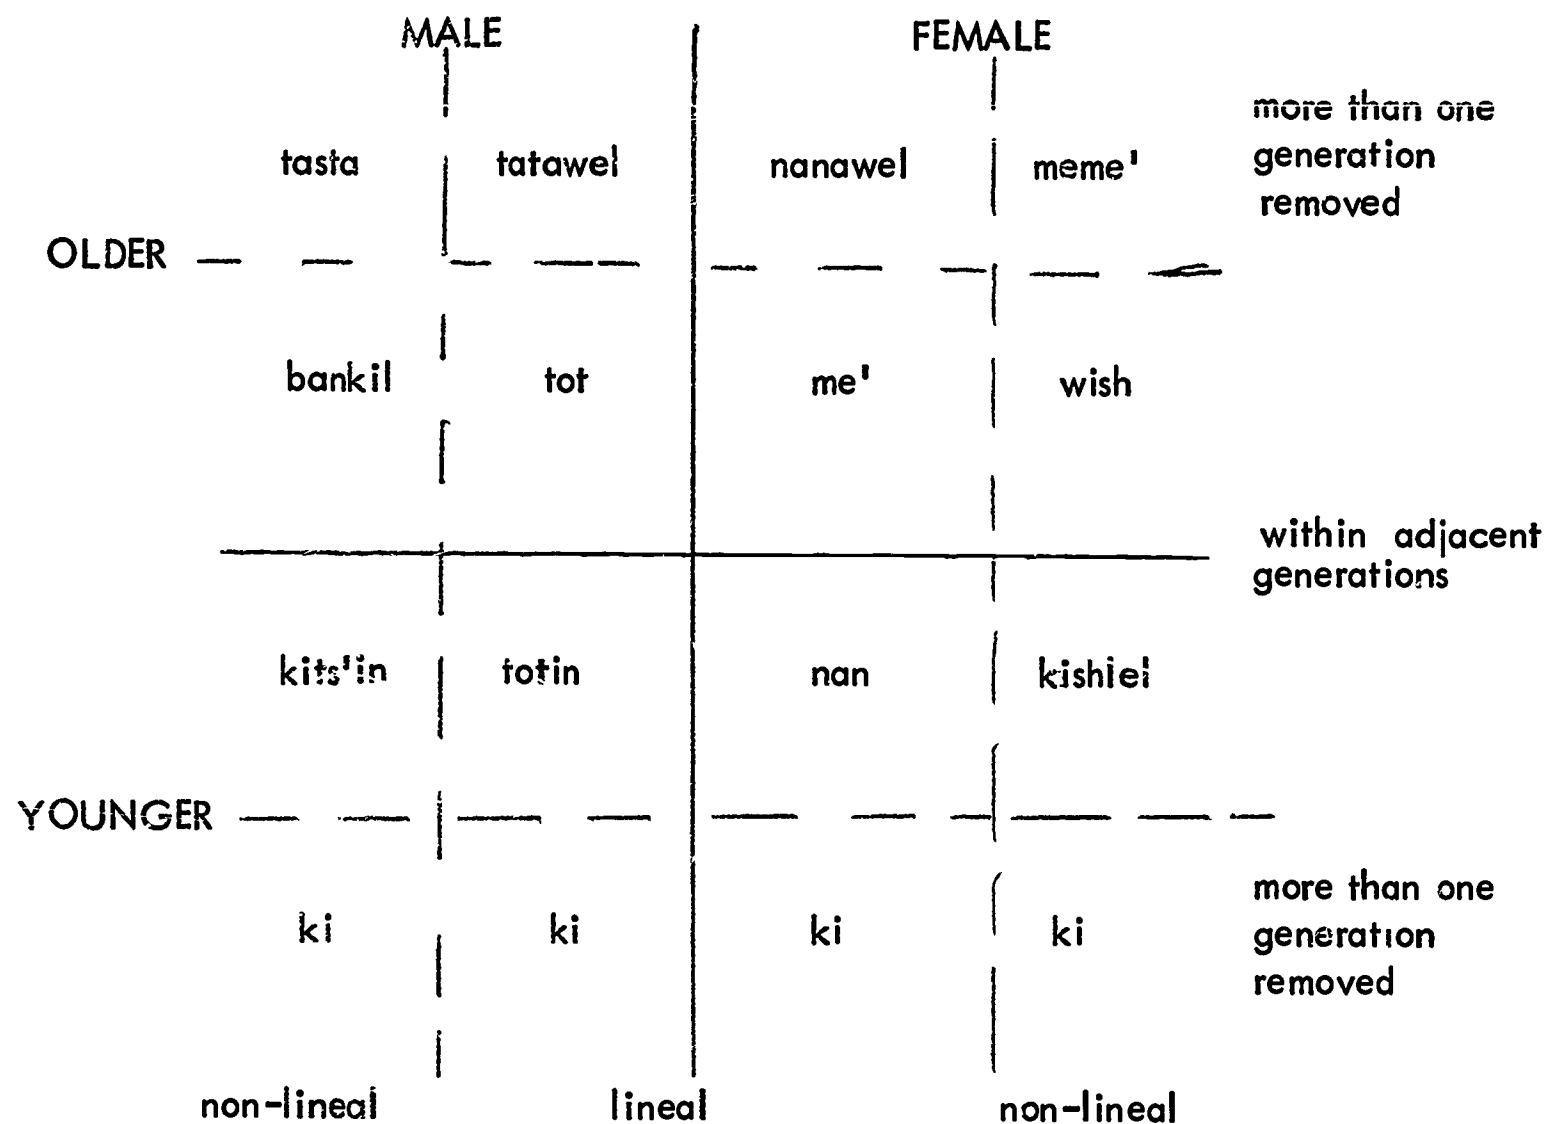 MALE FEMALE
more than one
tasta tatawel nanawel meme' generation
removed
OLDER
bankil tot me' wish
within adjacent
generations
kits'in totin nan kishlel
YOUNGER
more than one
ki ki ki ki generation
removed
non-lineal lineal non-lineal